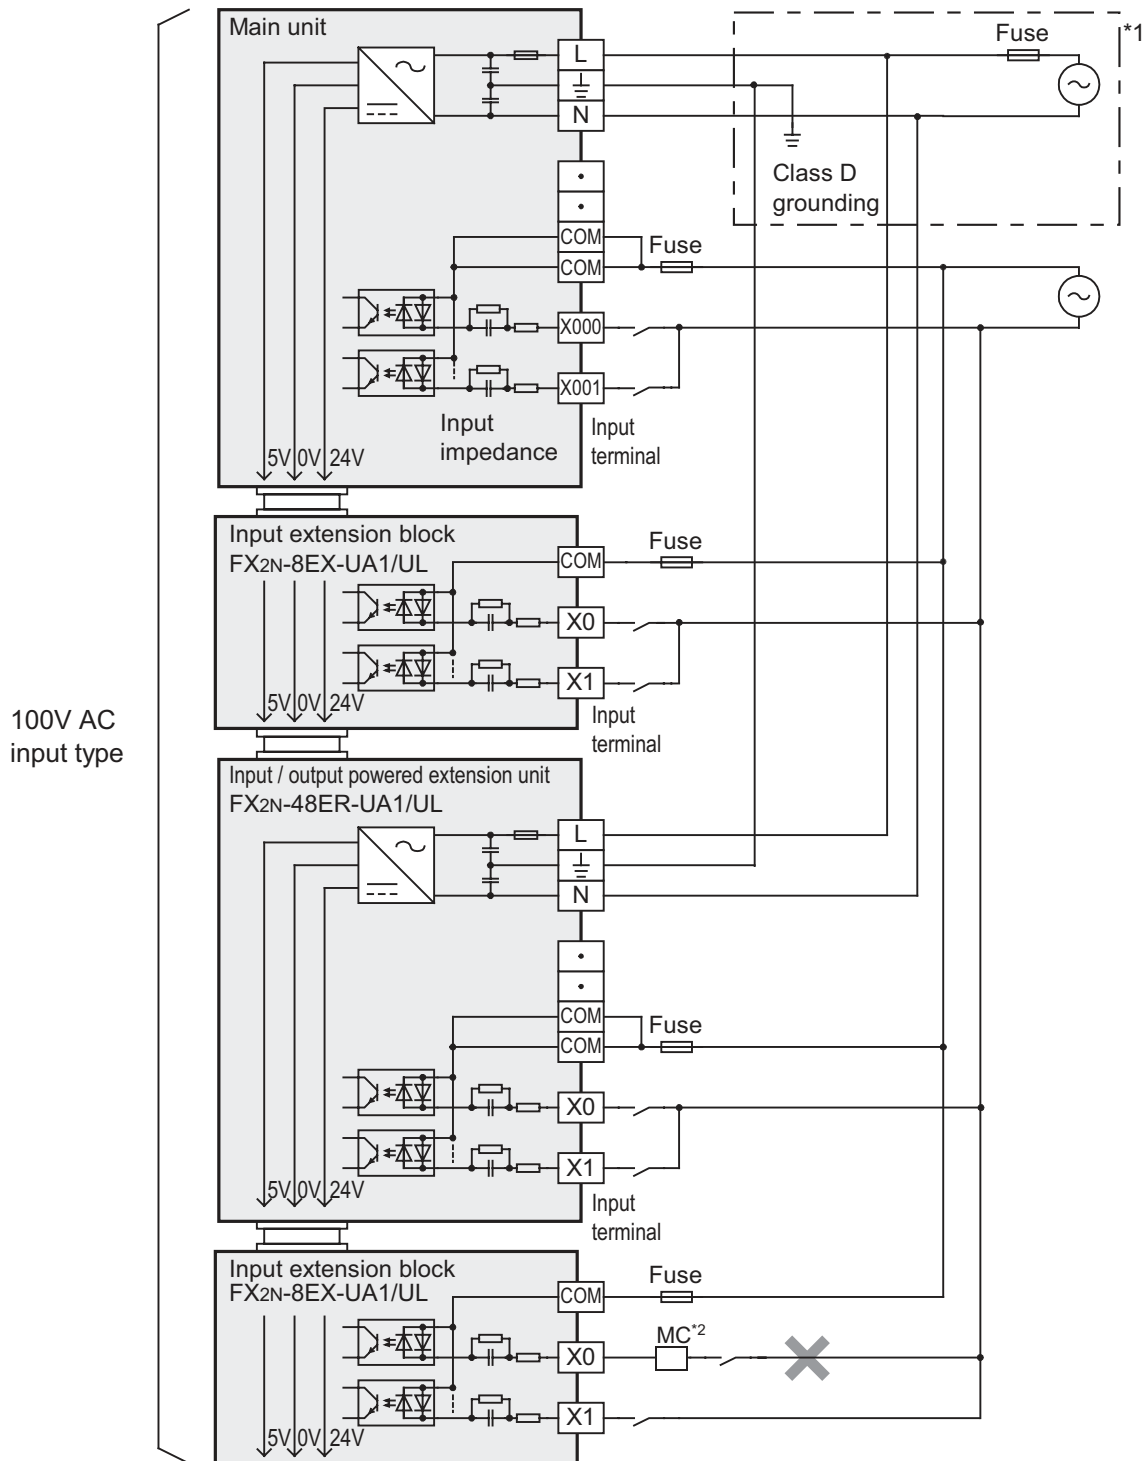 Main unit
L
N
Fuse
*1
Class D
grounding
COM
COM
Fuse
X000
X001
Input
impedance
Input
terminal
5V 0V 24V
Input extension block
FX2N-8EX-UA1/UL
COM
Fuse
X0
X1
Input
terminal
5V 0V 24V
100V AC
input type
Input / output powered extension unit
FX2N-48ER-UA1/UL
L
N
COM
COM
Fuse
X0
X1
Input
terminal
5V 0V 24V
Input extension block
FX2N-8EX-UA1/UL
COM
Fuse
MC*2
X0
X1
5V 0V 24V